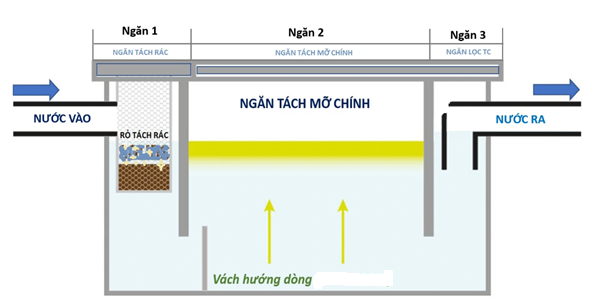 Ngăn 1
Ngăn 2
Ngăn 3
NGĂN TÁCH RÁC
NGĂN TÁCH MỠ CHÍNH
NGĂN LỌC TC
NGĂN TÁCH MỠ CHÍNH
NƯỚC VÀO
NƯỚC RA
RỎ TÁCH RÁC
Vách hướng dòng